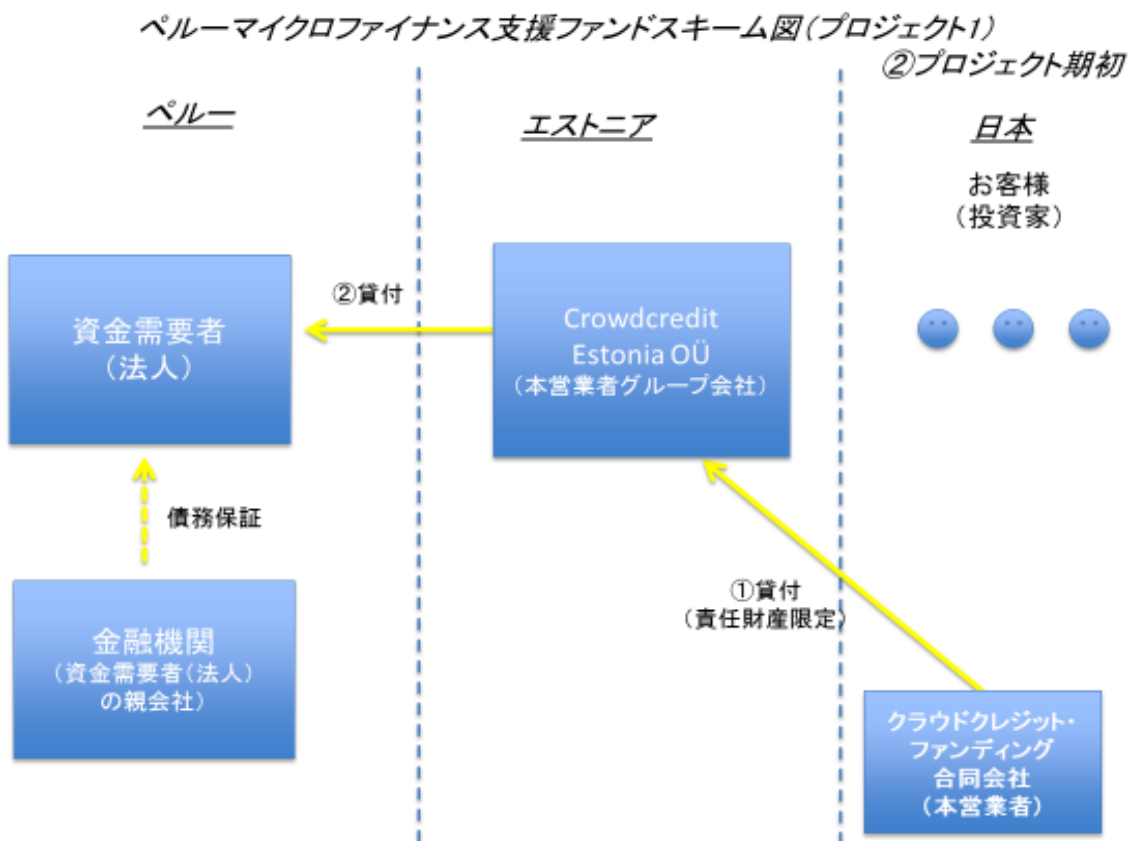 ペルーマイクロファイナンス支援ファンドスキーム図(プロジェクト1)
②プロジェクト期初
ペルー
エストニア
日本
お客様
(投資家)
資金需要者
(法人)
②貸付
Crowdcredit
Estonia OÜ
(本営業者グループ会社)
債務保証
①貸付
(責任財産限定)
金融機関
(資金需要者(法人)
の親会社)
クラウドクレジット・
ファンディング
合同会社
(本営業者)